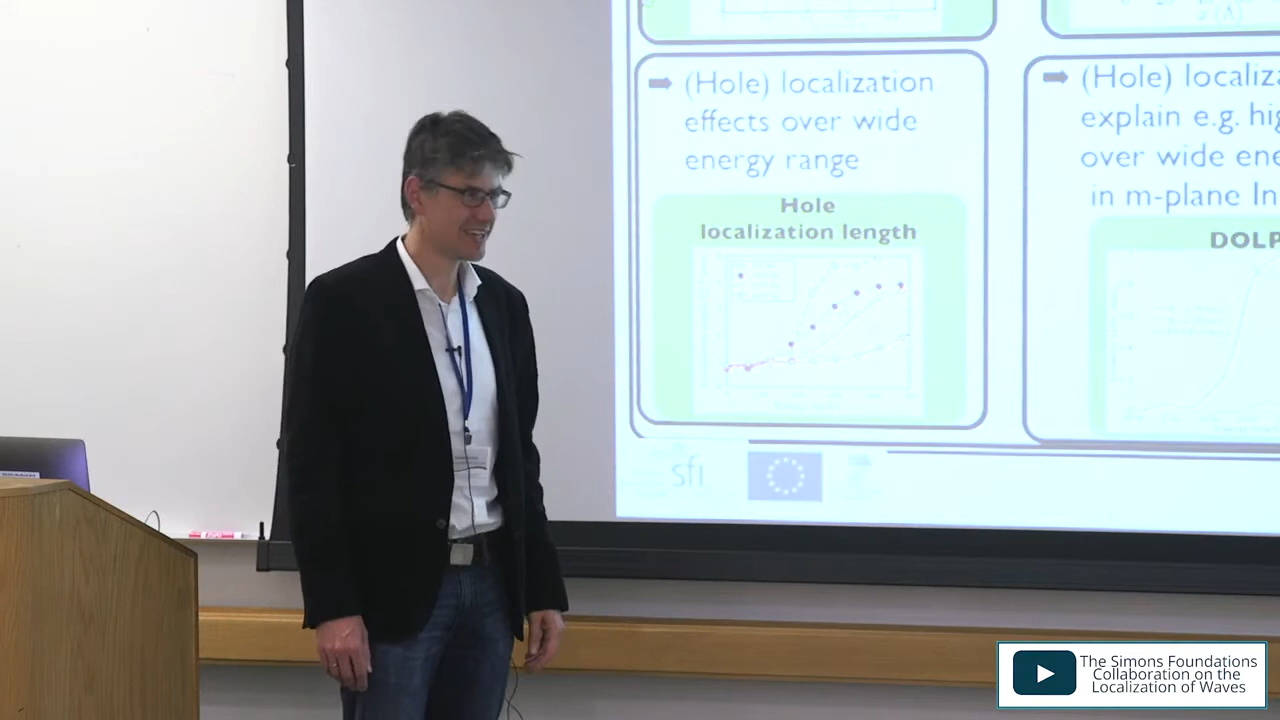 (Hole) localization
effects over wide
energy range
Hole
localization length
(Hole) localiza
explain e.g. hig
over wide ene
in m-plane In
DOLP
sfi
The Simons Foundations
Collaboration on the
Localization of Waves